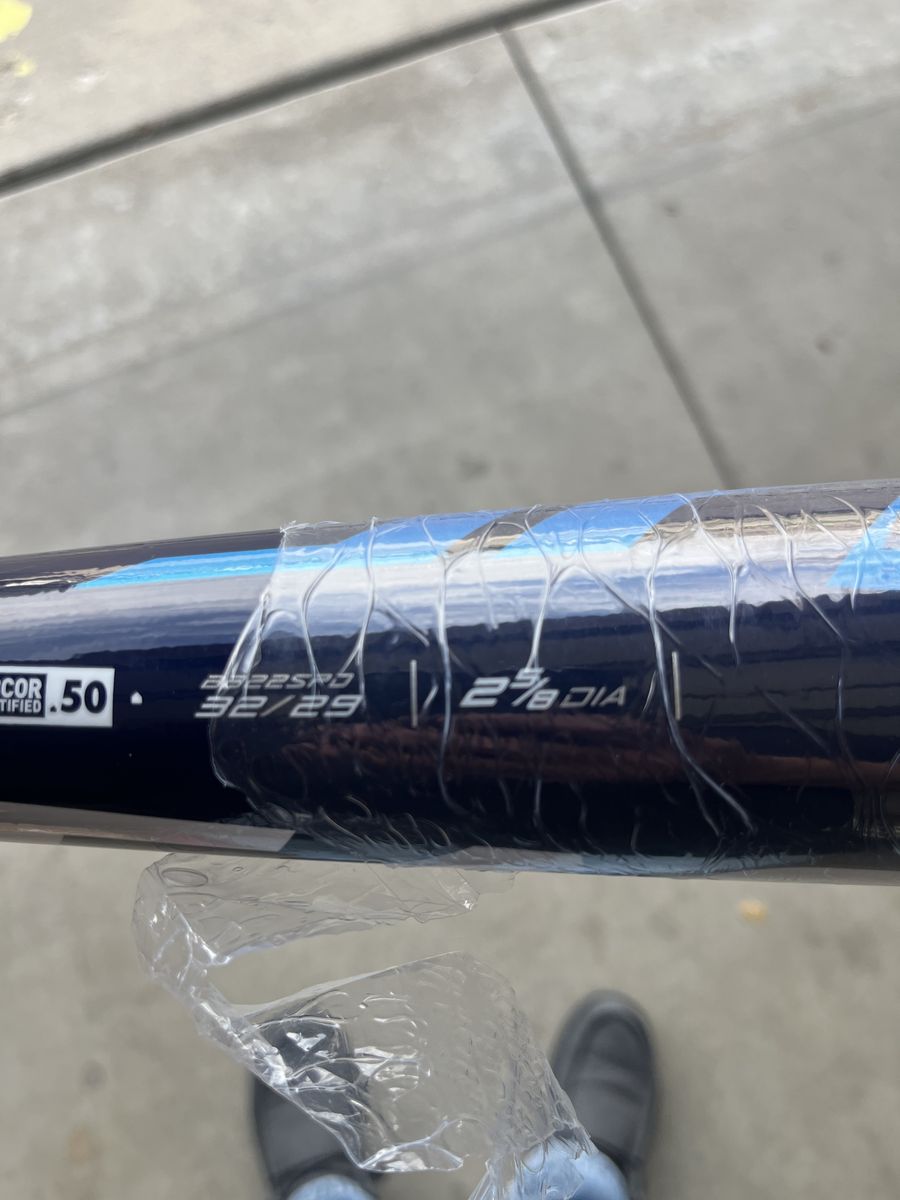 COR
TIFIED
.50
32/29
2 5/8 DIA